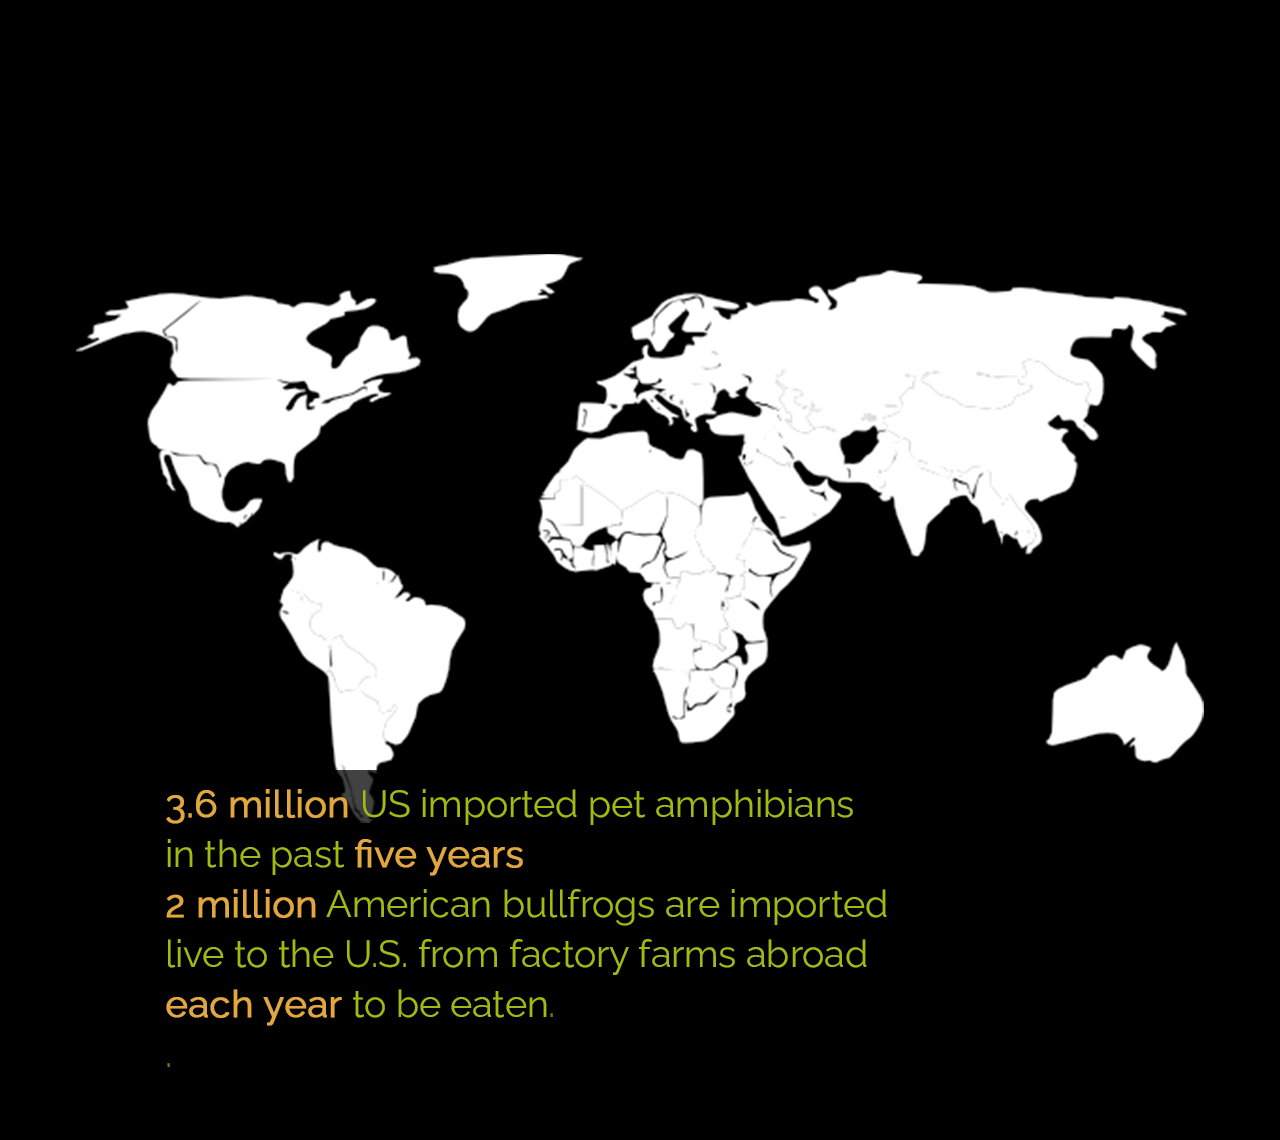 3.6 million US imported pet amphibians
in the past five years
2 million American bullfrogs are imported
live to the U.S. from factory farms abroad
each year to be eaten.
.